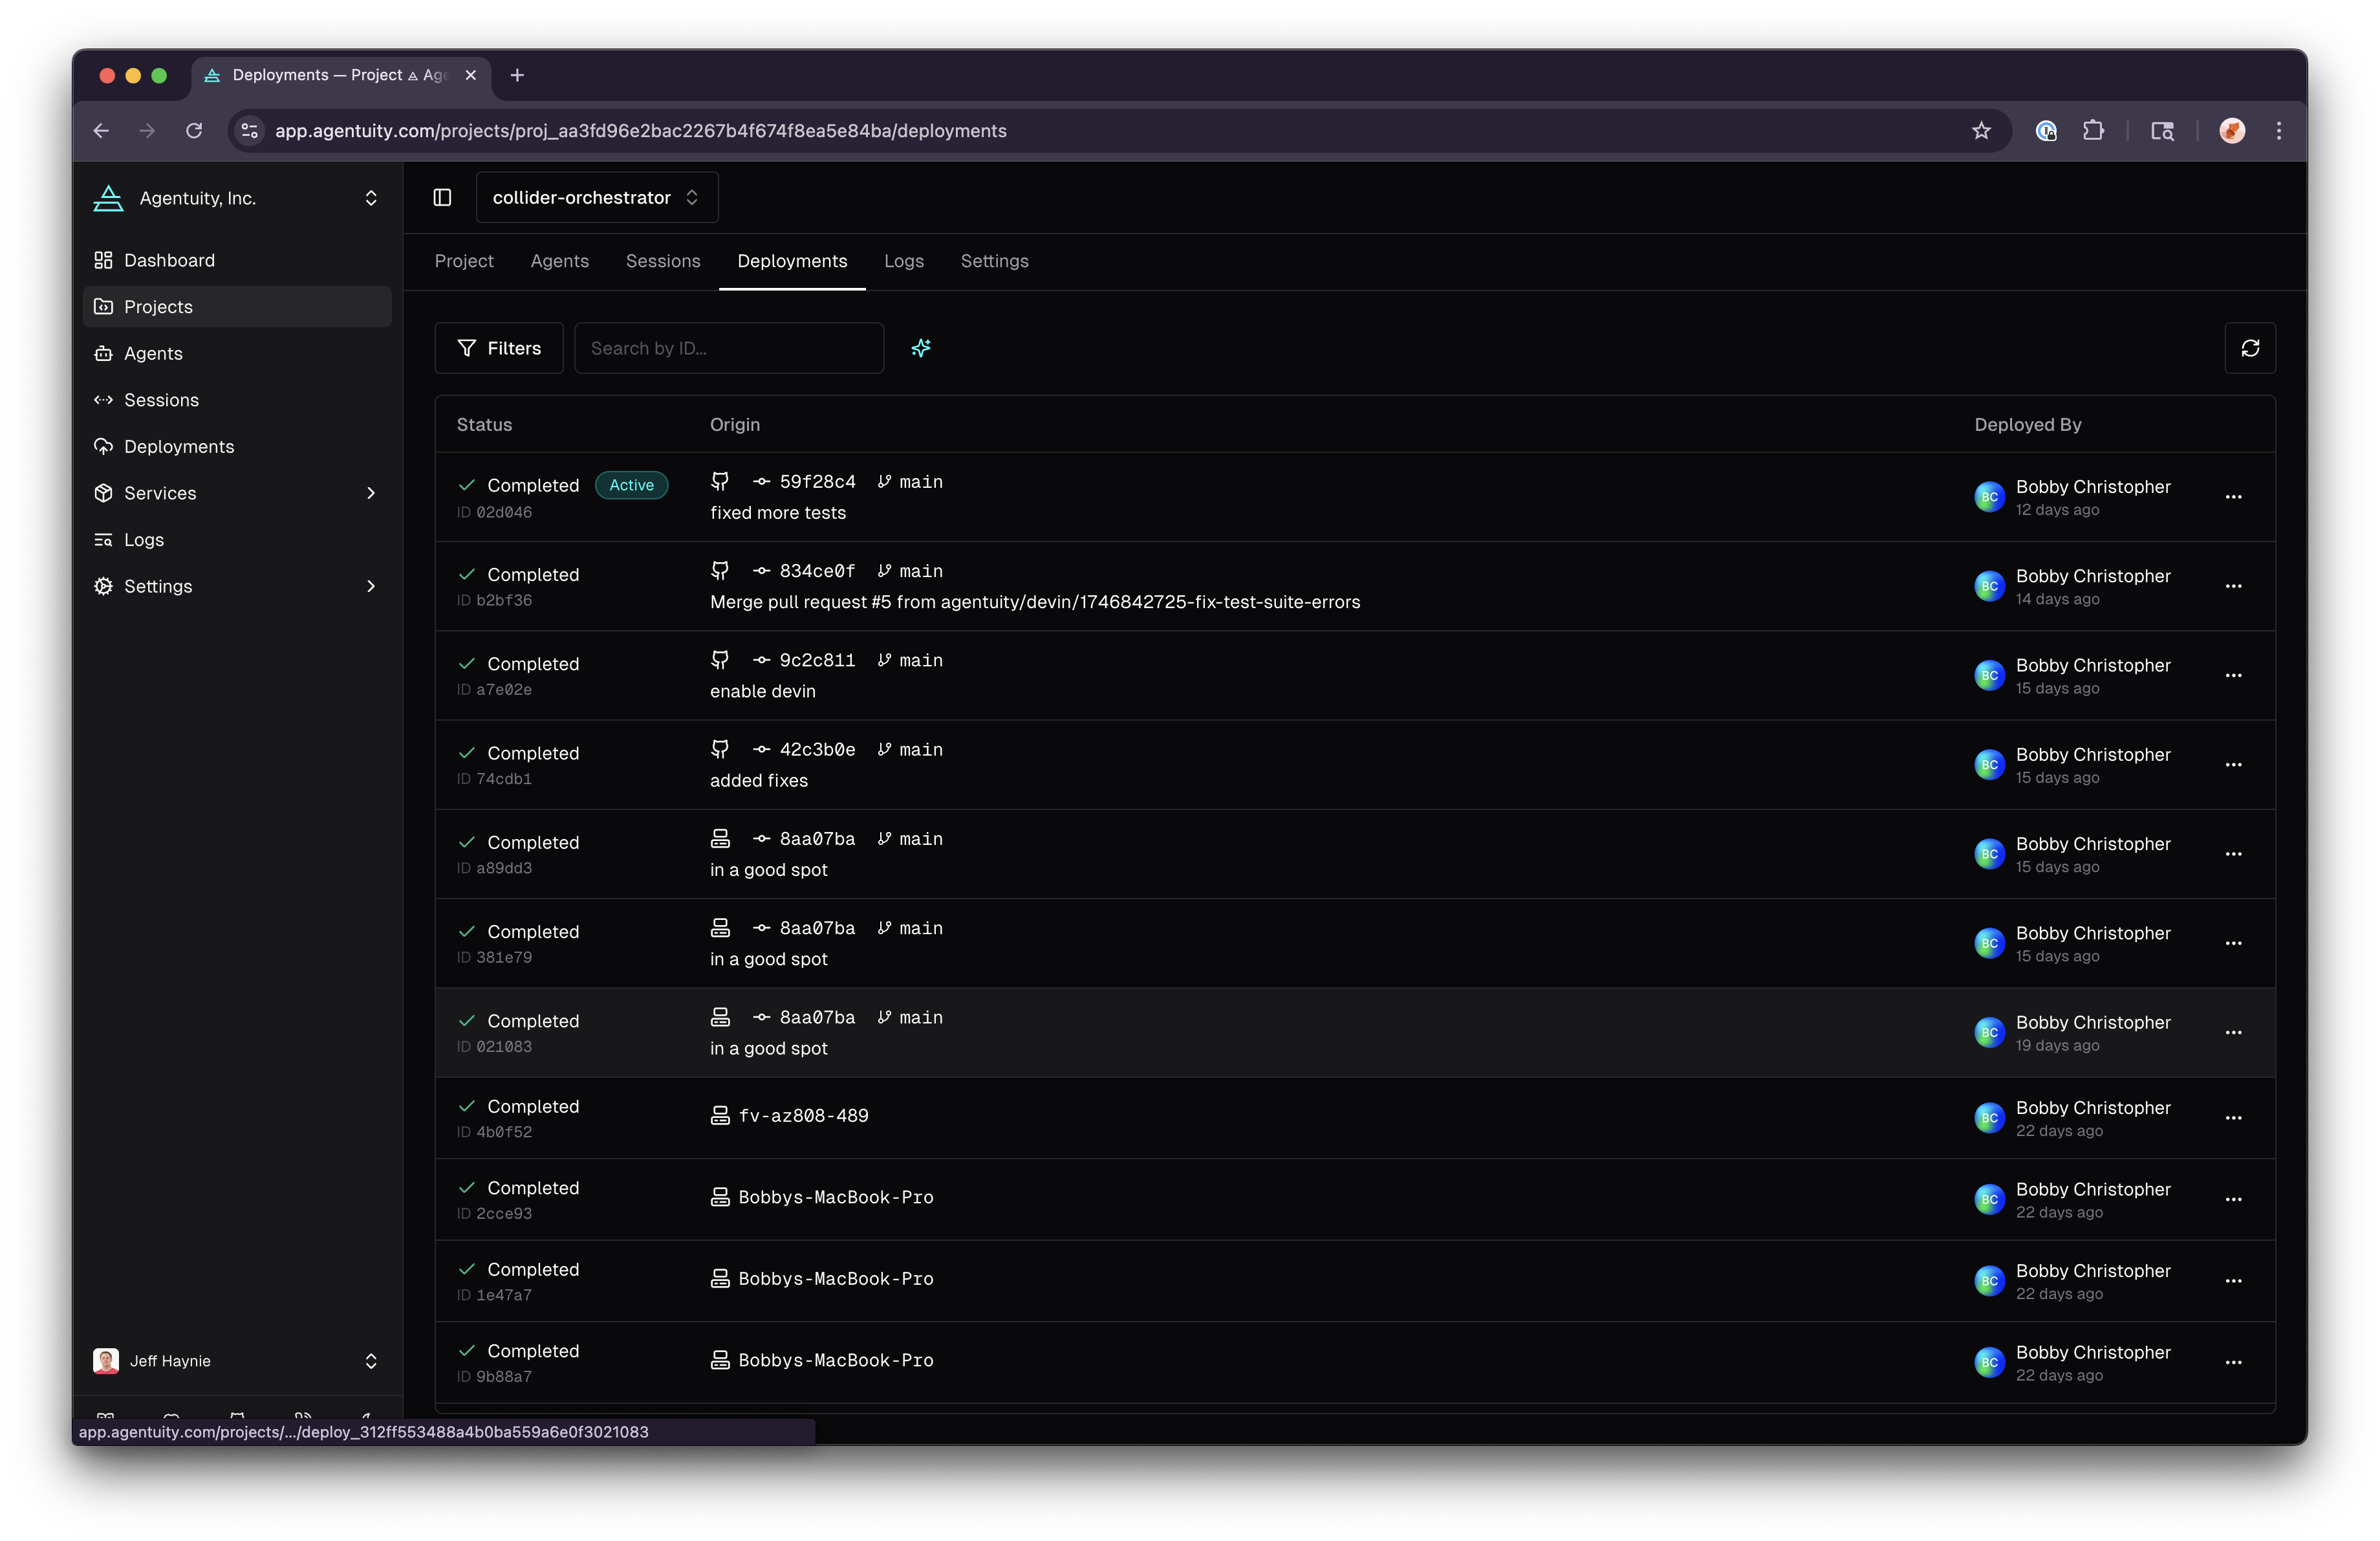 Deployments — Project ⟁ Age
app.agentuity.com/projects/proj_aa3fd96e2bac2267b4f674f8ea5e84ba/deployments
Agentuity, Inc.
Dashboard
Projects
Agents
Sessions
Deployments
Services
Logs
Settings
Jeff Haynie
collider-orchestrator
Project Agents Sessions Deployments Logs Settings
Filters Search by ID...
Status Origin Deployed By
Completed Active 59f28c4 main BC Bobby Christopher
ID 02d046 fixed more tests 12 days ago
Completed 834ce0f main BC Bobby Christopher
ID b2bf36 Merge pull request #5 from agentuity/devin/1746842725-fix-test-suite-errors 14 days ago
Completed 9c2c811 main BC Bobby Christopher
ID a7e02e enable devin 15 days ago
Completed 42c3b0e main BC Bobby Christopher
ID 74cdb1 added fixes 15 days ago
Completed 8aa07ba main BC Bobby Christopher
ID a89dd3 in a good spot 15 days ago
Completed 8aa07ba main BC Bobby Christopher
ID 381e79 in a good spot 15 days ago
Completed 8aa07ba main BC Bobby Christopher
ID 021083 in a good spot 19 days ago
Completed fv-az808-489 BC Bobby Christopher
ID 4b0f52 22 days ago
Completed Bobbys-MacBook-Pro BC Bobby Christopher
ID 2cce93 22 days ago
Completed Bobbys-MacBook-Pro BC Bobby Christopher
ID 1e47a7 22 days ago
Completed Bobbys-MacBook-Pro BC Bobby Christopher
ID 9b88a7 22 days ago
app.agentuity.com/projects/.../deploy_312ff553488a4b0ba559a6e0f3021083